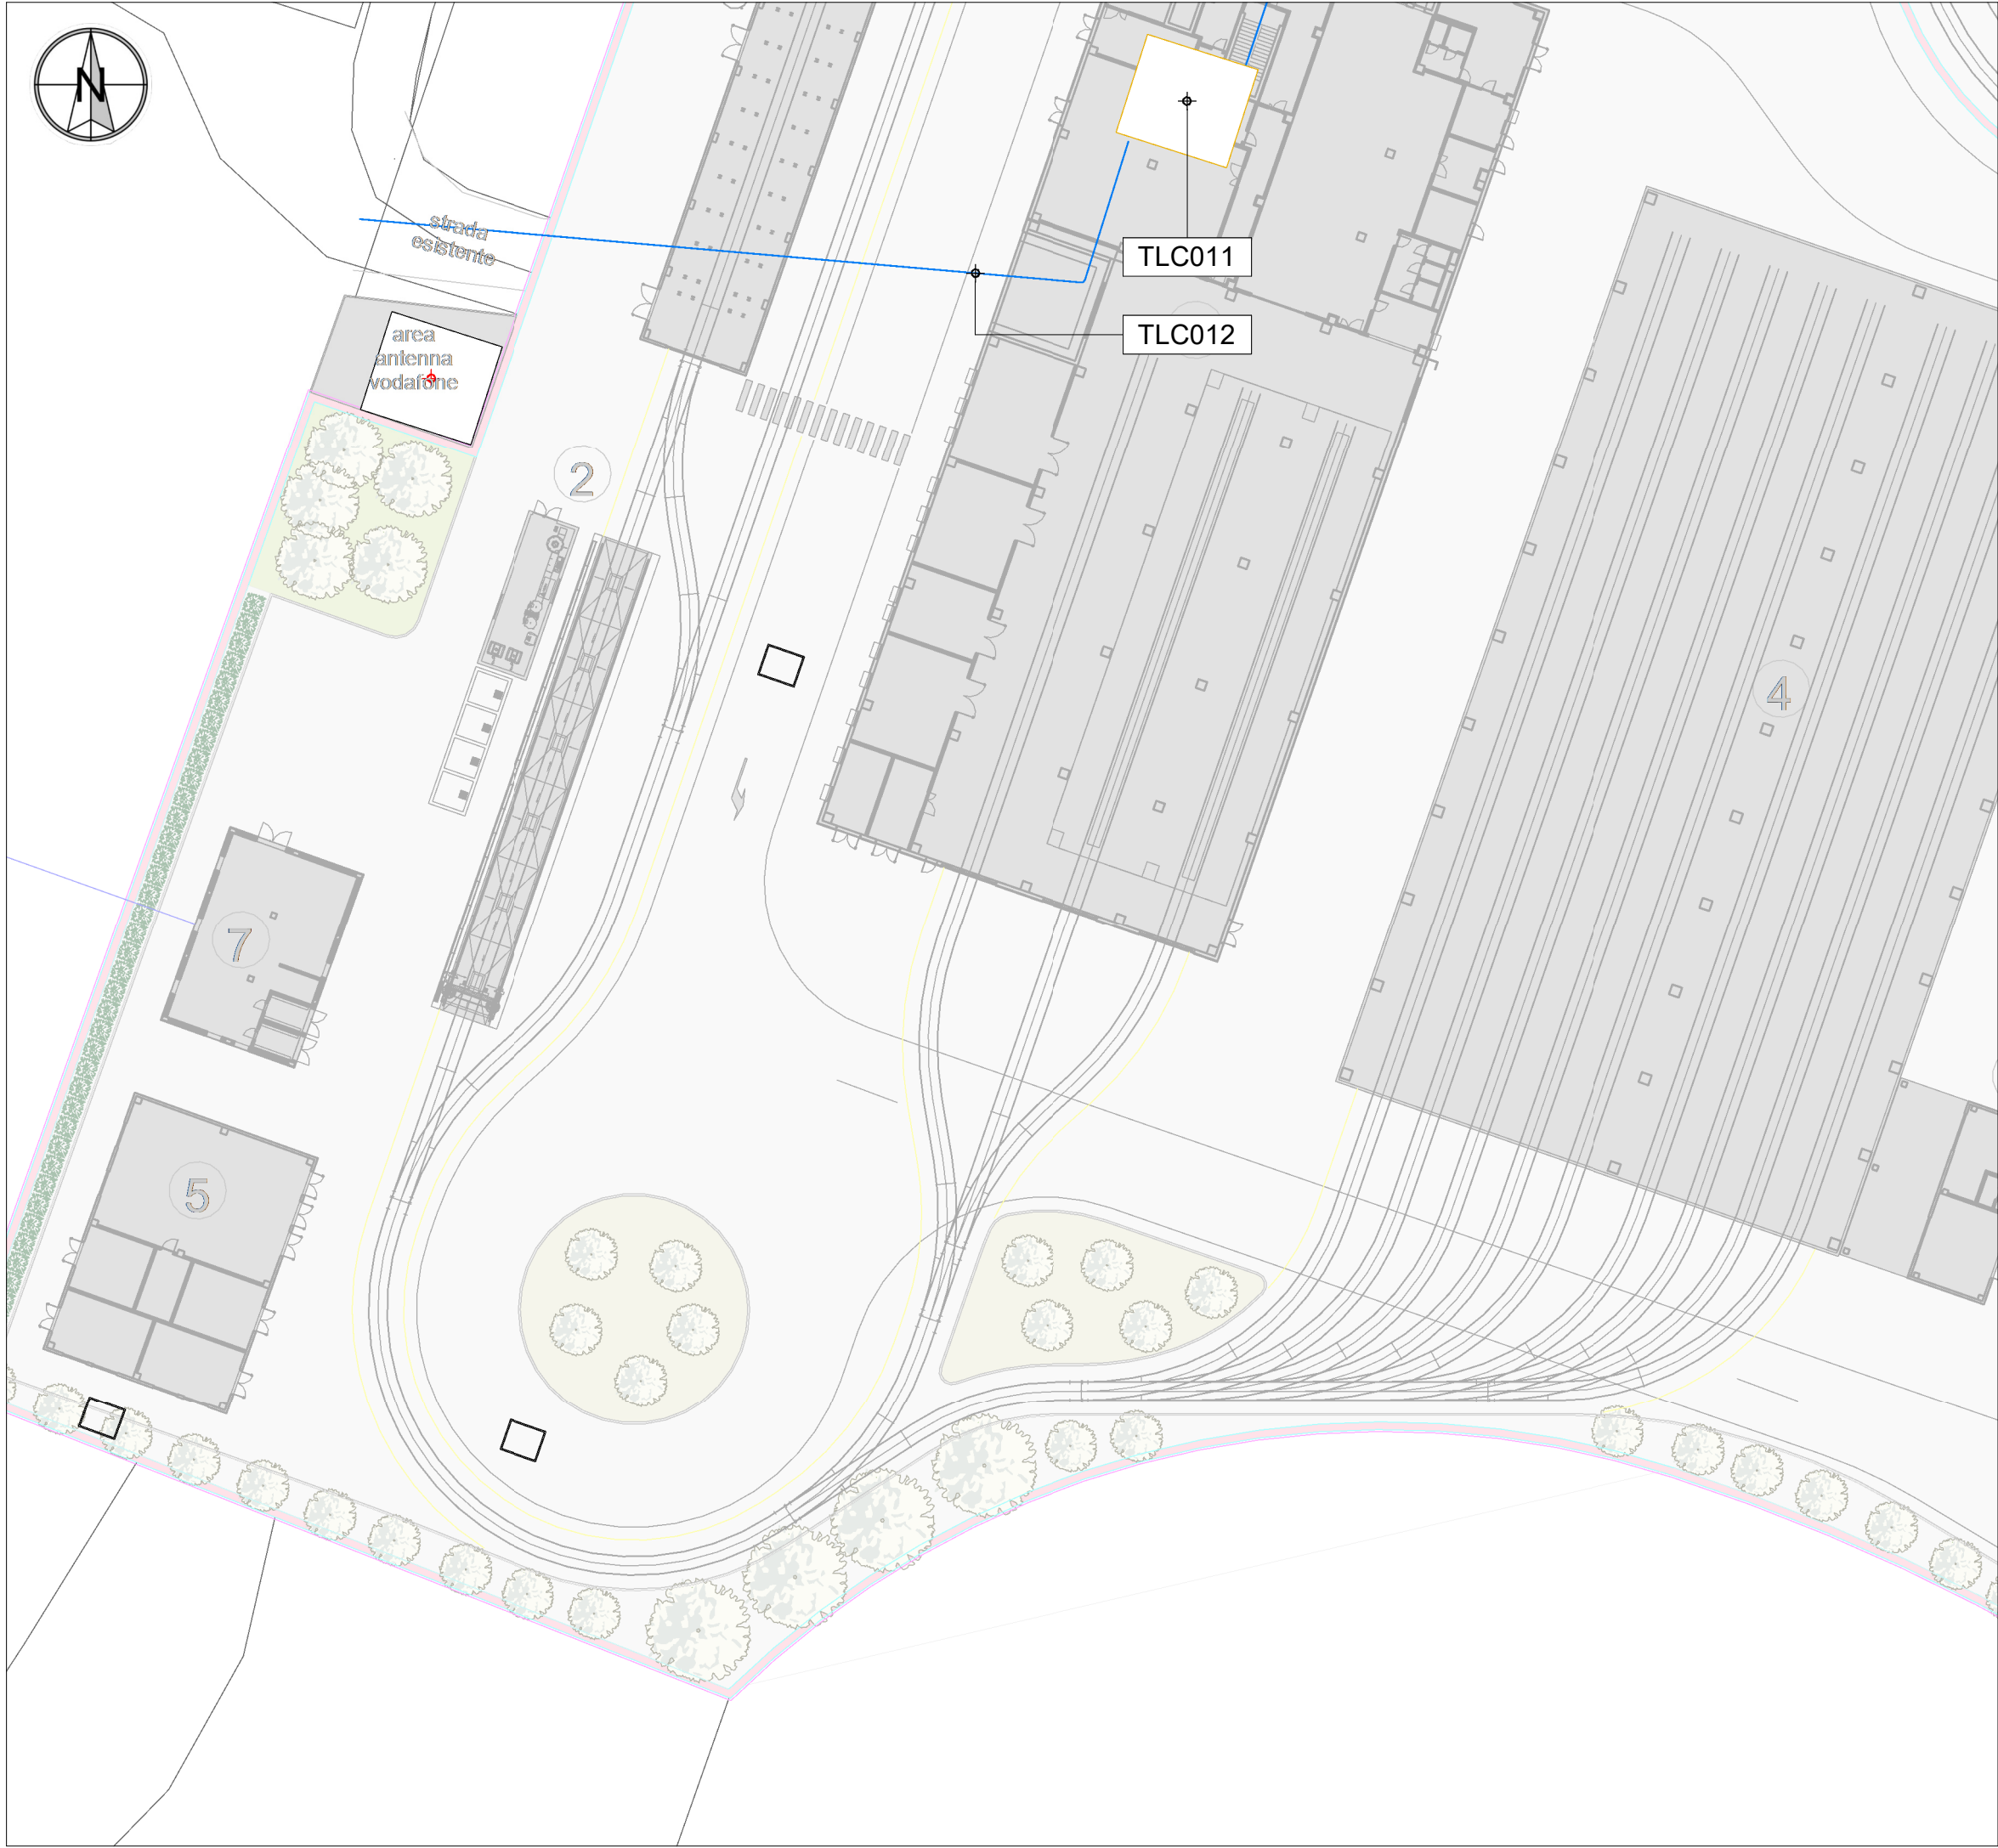 N
strada
esistente
TLC011
TLC012
area
antenna
vodafone
2
4
7
5